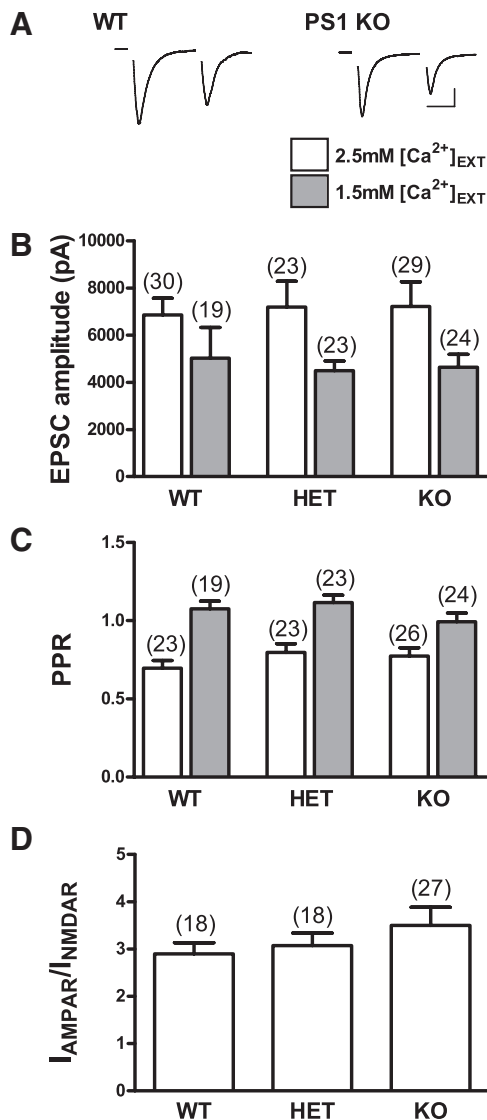 A
WT
PS1 KO
2.5mM [Ca2+]EXT
1.5mM [Ca2+]EXT
B
EPSC amplitude (pA)
10000
8000
6000
4000
2000
0
(30)
(19)
(23)
(23)
(29)
(24)
WT
HET
KO
C
PPR
1.5
1.0
0.5
0.0
(23)
(19)
(23)
(23)
(26)
(24)
WT
HET
KO
D
IAMPAR/INMDAR
5
4
3
2
1
0
(18)
(18)
(27)
WT
HET
KO